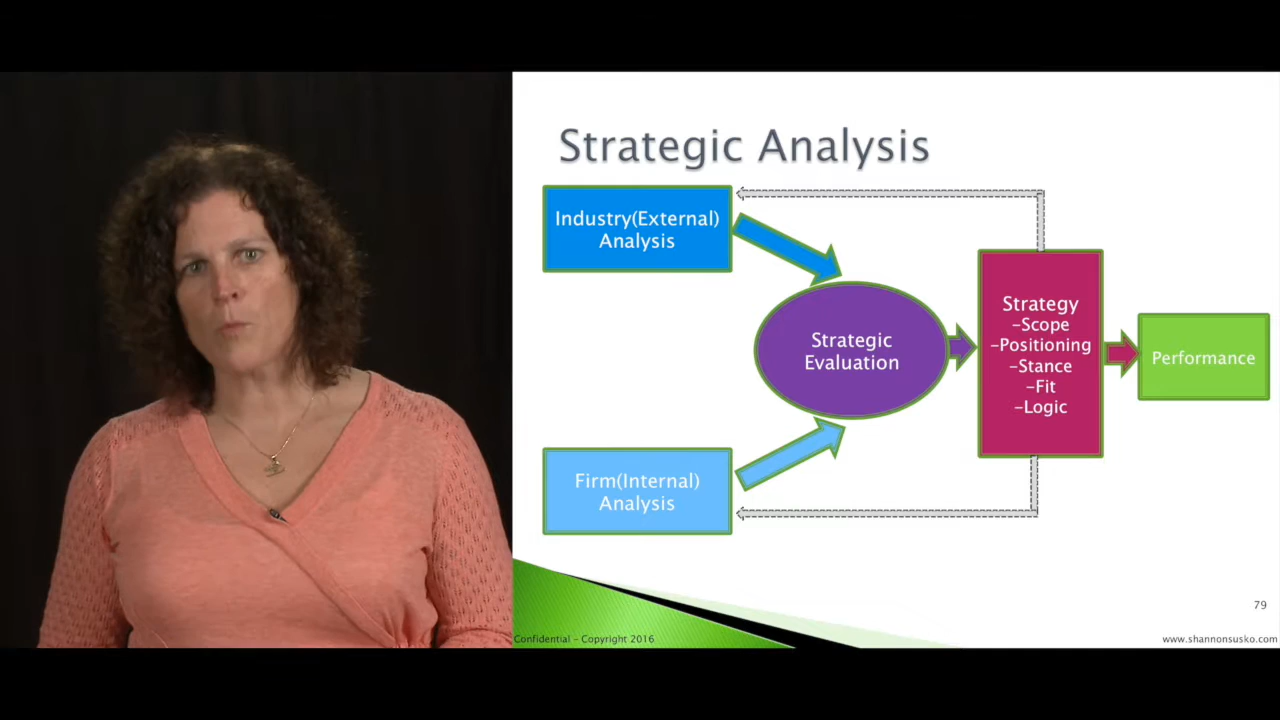 Strategic Analysis
Industry(External)
Analysis
Strategic
Evaluation
Strategy
-Scope
-Positioning
-Stance
-Fit
-Logic
Performance
Firm(Internal)
Analysis
79
Confidential - Copyright 2016
www.shannonsusko.com